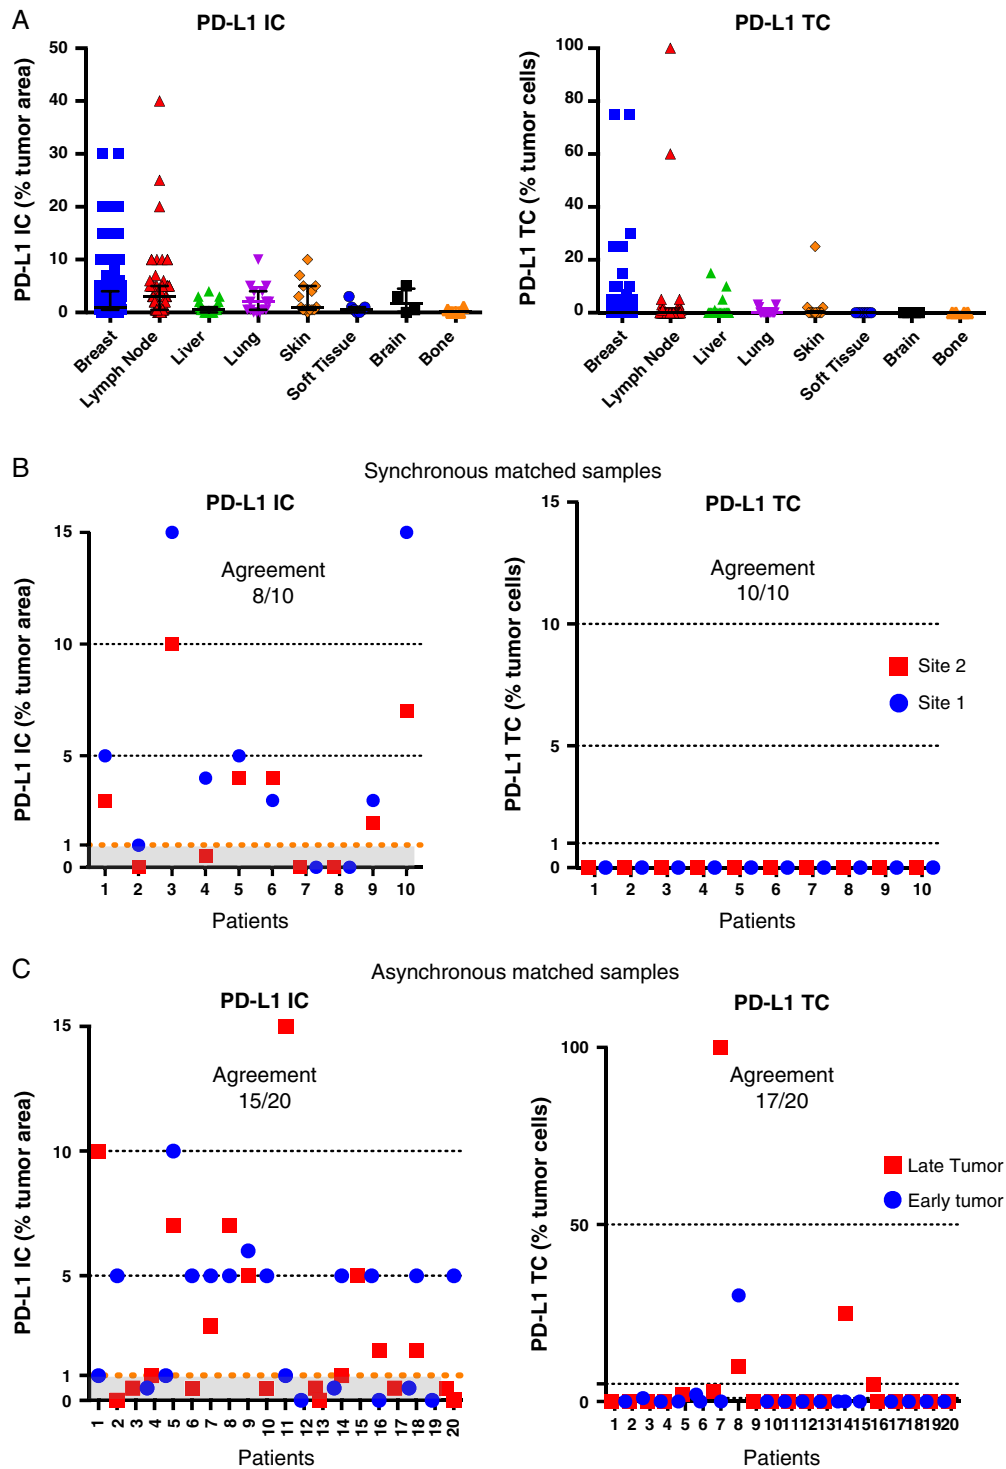 A
PD-L1 IC
PD-L1 TC
PD-L1 IC (% tumor area)
50
40
30
20
10
0
Breast
Lymph Node
Liver
Lung
Skin
Soft Tissue
Brain
Bone
PD-L1 TC (% tumor cells)
100
80
60
40
20
0
Breast
Lymph Node
Liver
Lung
Skin
Soft Tissue
Brain
Bone
B
Synchronous matched samples
PD-L1 IC
PD-L1 TC
PD-L1 IC (% tumor area)
15
10
5
1
0
Agreement
8/10
1 2 3 4 5 6 7 8 9 10
Patients
PD-L1 TC (% tumor cells)
15
10
5
1
0
Agreement
10/10
Site 2
Site 1
1 2 3 4 5 6 7 8 9 10
Patients
C
Asynchronous matched samples
PD-L1 IC
PD-L1 TC
PD-L1 IC (% tumor area)
15
10
5
1
0
Agreement
15/20
1 2 3 4 5 6 7 8 9 10 11 12 13 14 15 16 17 18 19 20
Patients
PD-L1 TC (% tumor cells)
100
50
0
Agreement
17/20
Late Tumor
Early tumor
1 2 3 4 5 6 7 8 9 10 11 12 13 14 15 16 17 18 19 20
Patients